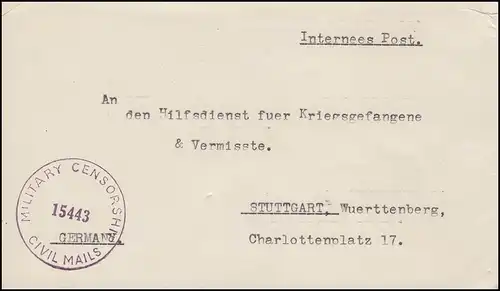 Internees Post.
An
den Hilfsdienst fuer Kriegsgefangene
& Vermisste.
STUTTGART, Wuerttenberg,
Charlottenplatz 17.
GERMANY.
MILITARY CENSORSHIP
15443
CIVIL MAILS